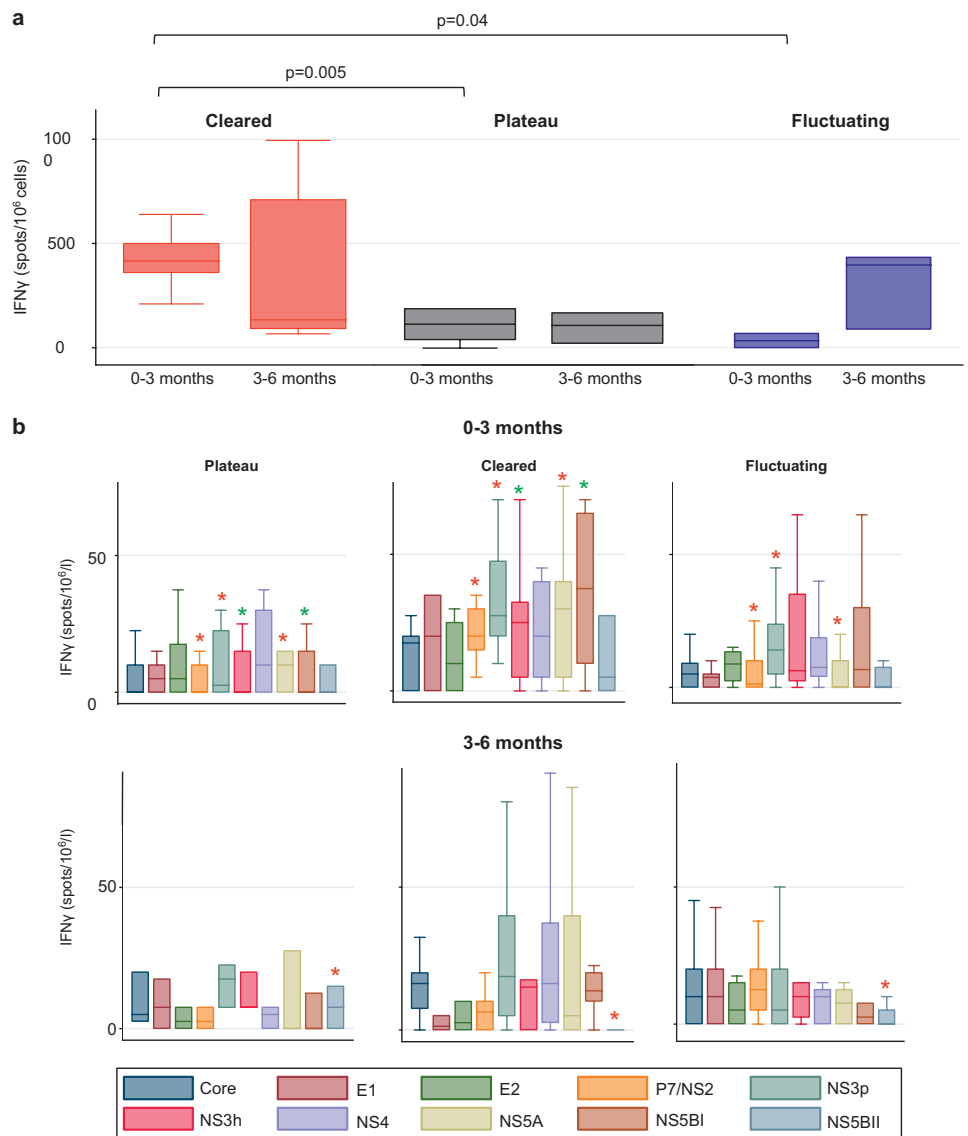 a
p=0.04
p=0.005
Cleared Plateau Fluctuating
IFNγ (spots/10⁶ cells)
100
0
500
0
0-3 months 3-6 months 0-3 months 3-6 months 0-3 months 3-6 months
b
0-3 months
Plateau Cleared Fluctuating
IFNγ (spots/10⁶/l)
50
0
* * * * *
* * * * *
* * *
3-6 months
IFNγ (spots/10⁶/l)
50
0
* * *
Core E1 E2 P7/NS2 NS3p
NS3h NS4 NS5A NS5BI NS5BII